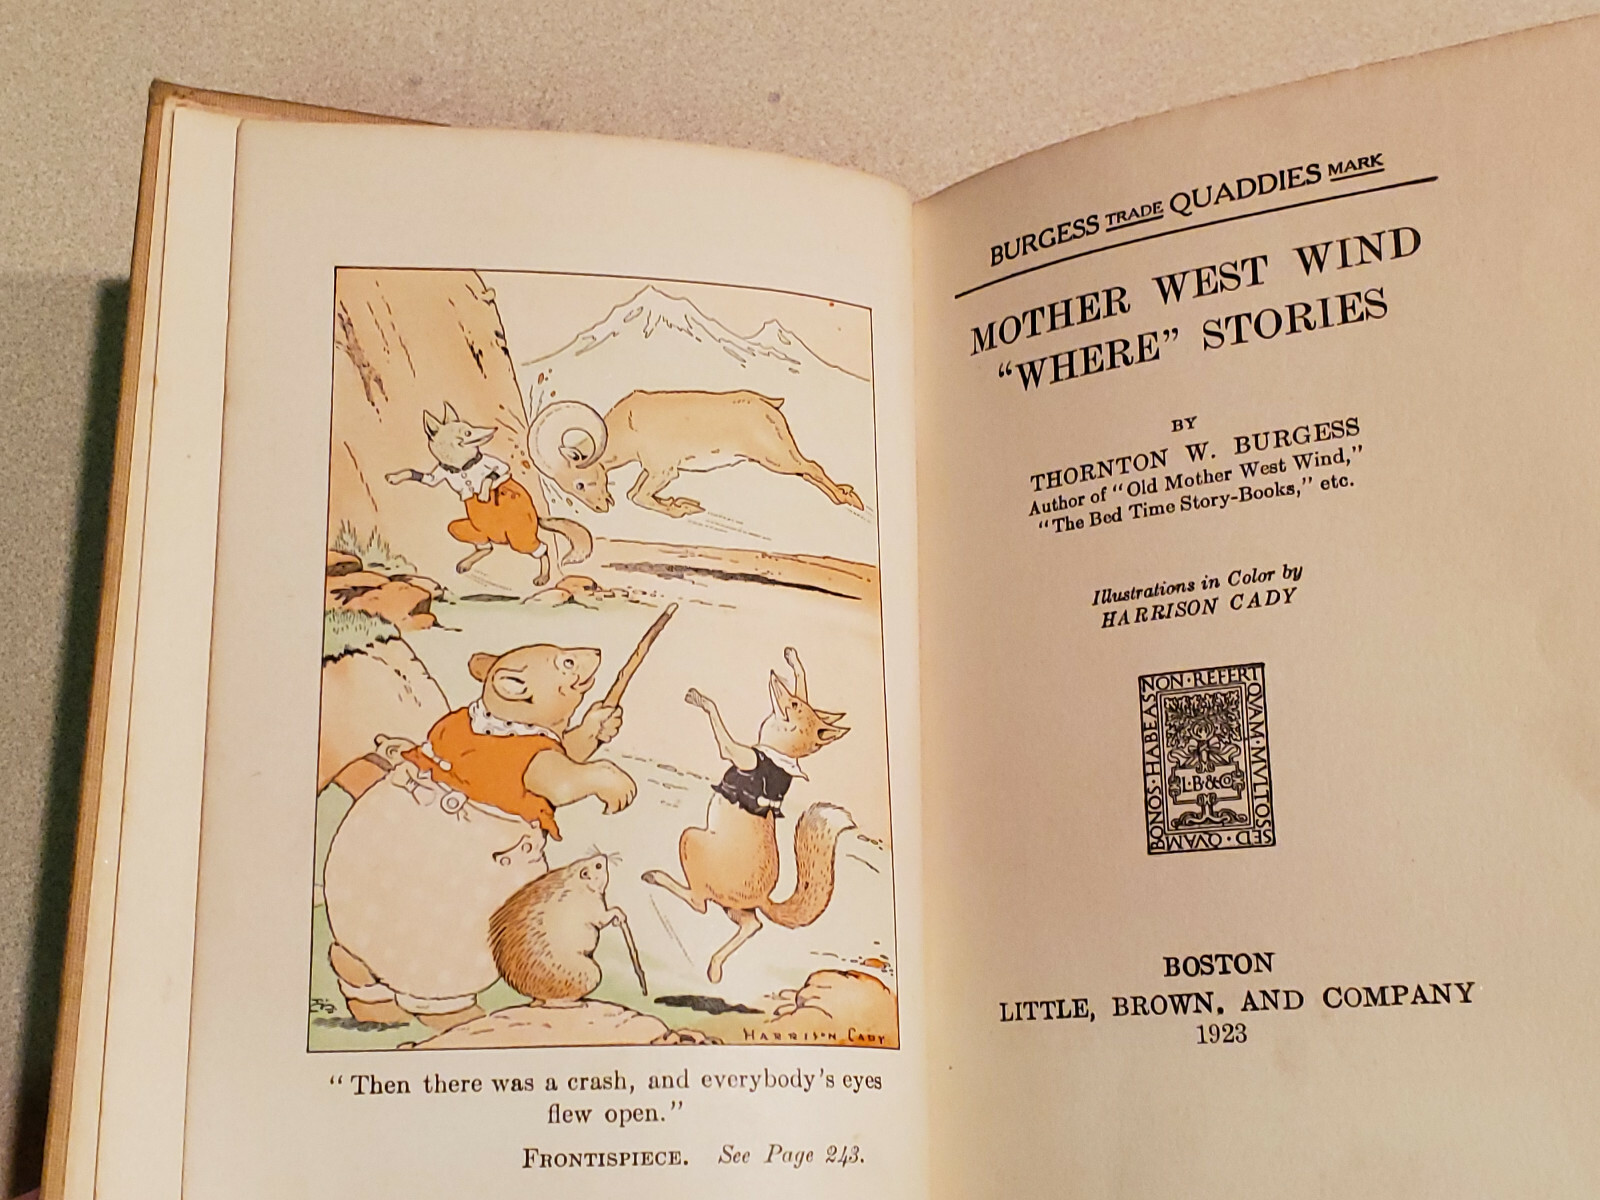 HARRISON CADY
“Then there was a crash, and everybody’s eyes
flew open.”
FRONTISPIECE. See Page 243.
BURGESS TRADE QUADDIES MARK
MOTHER WEST WIND
“WHERE” STORIES
BY
THORNTON W. BURGESS
Author of “Old Mother West Wind,”
“The Bed Time Story-Books,” etc.
Illustrations in Color by
HARRISON CADY
NON·REFERT
QVAM·MVLTOS
SED·QVAM
BONOS·HABEAS
L·B·&·Co
BOSTON
LITTLE, BROWN, AND COMPANY
1923